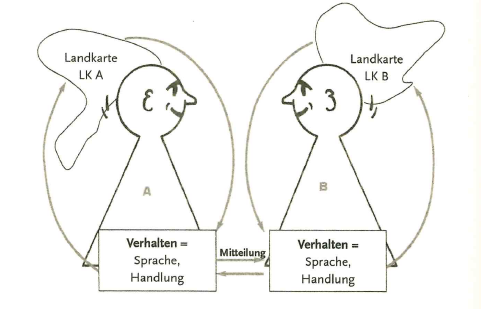 Landkarte
LK A
Landkarte
LK B
A
B
Verhalten =
Sprache,
Handlung
Mitteilung
Verhalten =
Sprache,
Handlung